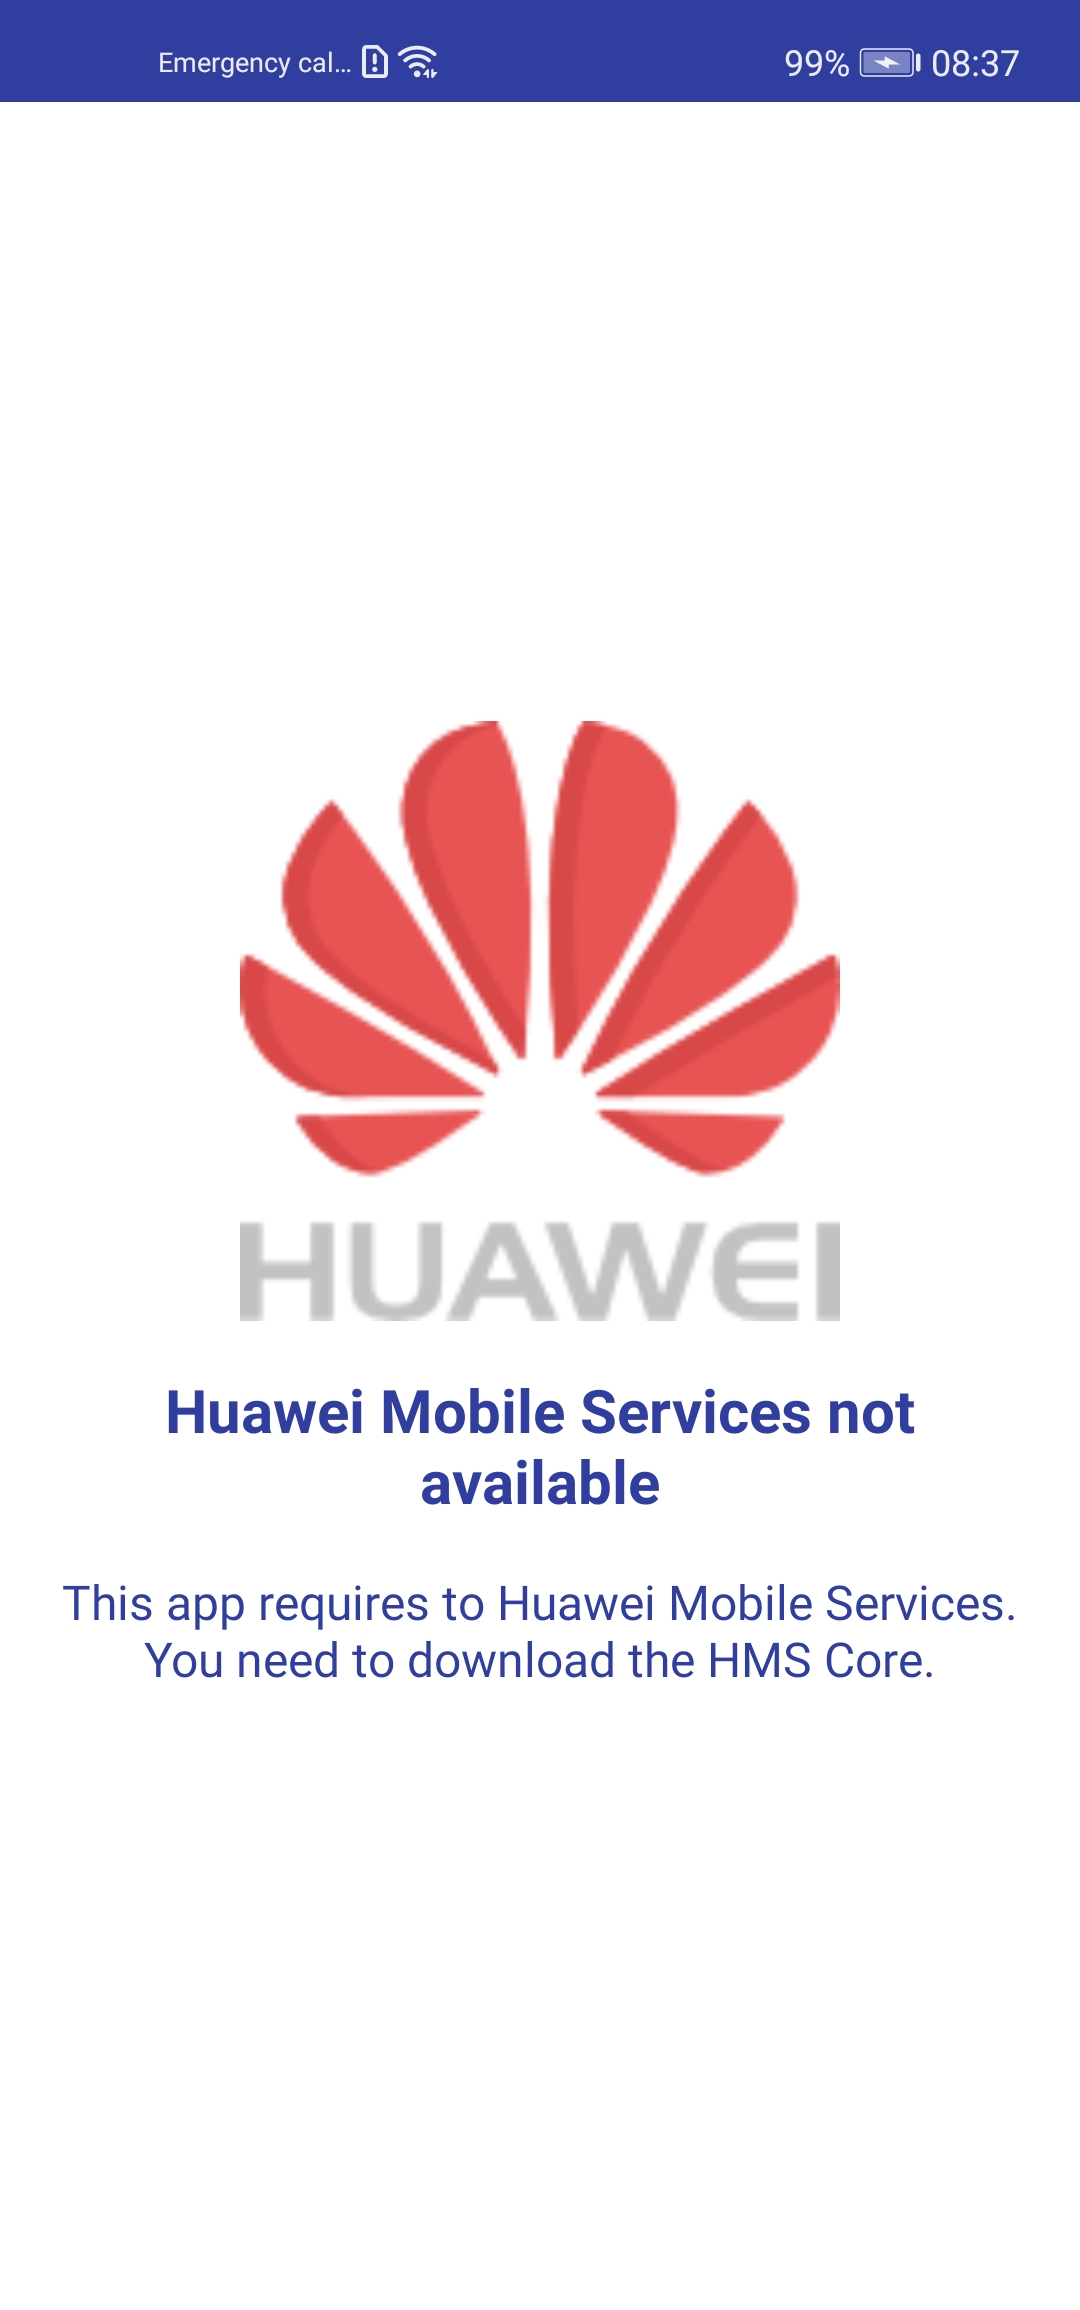 Emergency cal...
99% 08:37
HUAWEI
Huawei Mobile Services not
available
This app requires to Huawei Mobile Services.
You need to download the HMS Core.